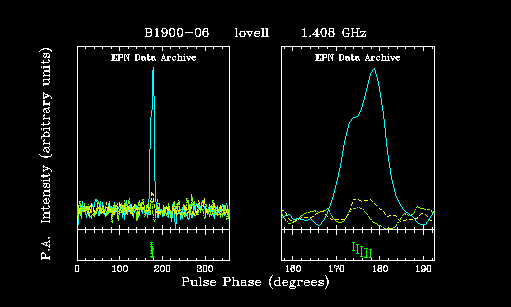 B1900-06 lovell 1.408 GHz
EPN Data Archive EPN Data Archive
Intensity (arbitrary units)
P.A.
0 100 200 300 160 170 180 190
Pulse Phase (degrees)